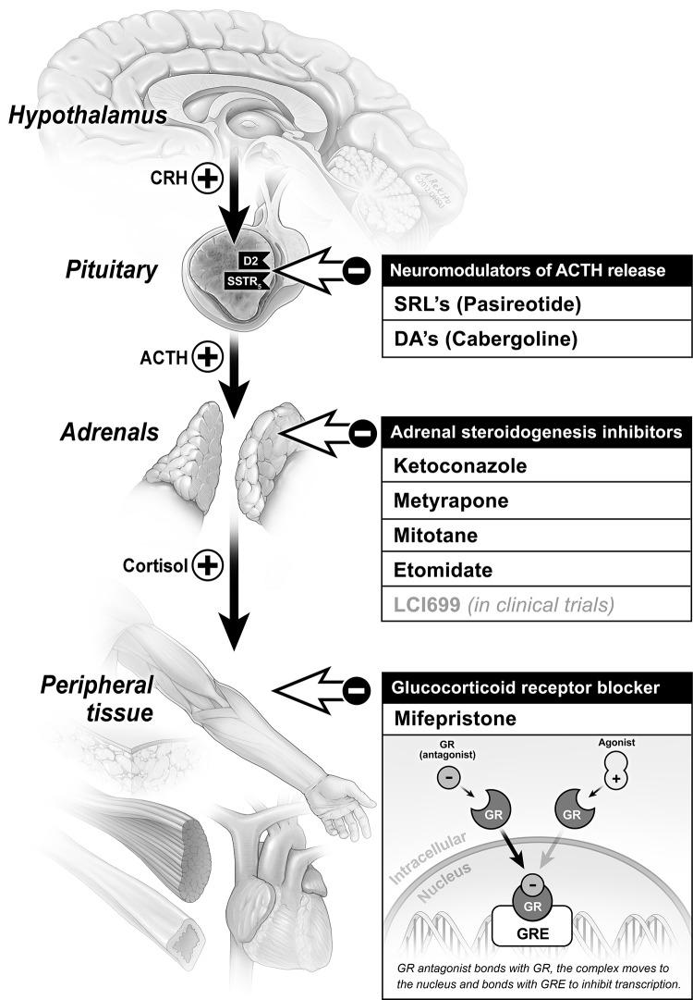 Hypothalamus
CRH +
A. Rekito
©2012 OHSU
Pituitary
D2
SSTR5
-
Neuromodulators of ACTH release
SRL's (Pasireotide)
DA's (Cabergoline)
ACTH +
Adrenals
-
Adrenal steroidogenesis inhibitors
Ketoconazole
Metyrapone
Mitotane
Etomidate
LCI699 (in clinical trials)
Cortisol +
Peripheral
tissue
-
Glucocorticoid receptor blocker
Mifepristone
GR
(antagonist)
-
Agonist
+
GR
GR
Intracellular
Nucleus
-
GR
GRE
GR antagonist bonds with GR, the complex moves to
the nucleus and bonds with GRE to inhibit transcription.